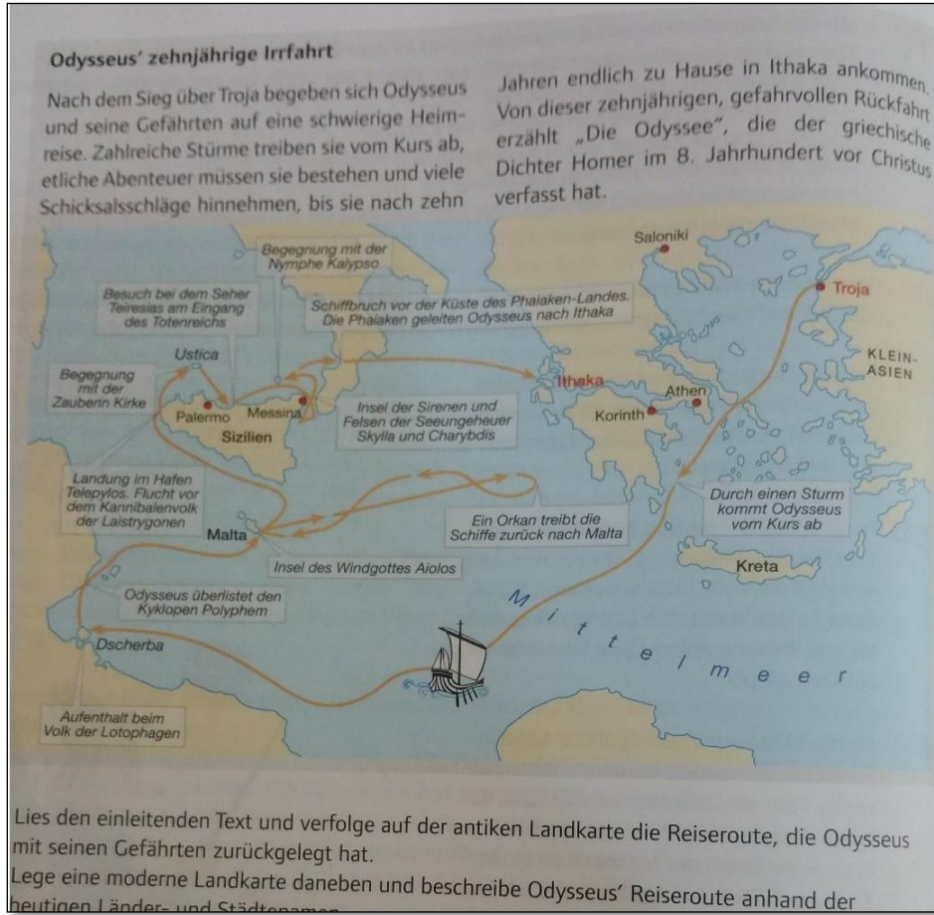 Odysseus’ zehnjährige Irrfahrt
Nach dem Sieg über Troja begeben sich Odysseus
und seine Gefährten auf eine schwierige Heim-
reise. Zahlreiche Stürme treiben sie vom Kurs ab,
etliche Abenteuer müssen sie bestehen und viele
Schicksalsschläge hinnehmen, bis sie nach zehn
Jahren endlich zu Hause in Ithaka ankommen.
Von dieser zehnjährigen, gefahrvollen Rückfahrt
erzählt „Die Odyssee“, die der griechische
Dichter Homer im 8. Jahrhundert vor Christus
verfasst hat.
Begegnung mit der
Nymphe Kalypso
Saloniki
Troja
Besuch bei dem Seher
Teiresias am Eingang
des Totenreichs
Schiffbruch vor der Küste des Phaiaken-Landes.
Die Phaiaken geleiten Odysseus nach Ithaka
Ustica
KLEIN-
ASIEN
Begegnung
mit der
Zauberin Kirke
Ithaka
Athen
Palermo
Messina
Korinth
Insel der Sirenen und
Felsen der Seeungeheuer
Skylla und Charybdis
Sizilien
Landung im Hafen
Telepylos. Flucht vor
dem Kannibalenvolk
der Laistrygonen
Durch einen Sturm
kommt Odysseus
vom Kurs ab
Ein Orkan treibt die
Schiffe zurück nach Malta
Malta
Insel des Windgottes Aiolos
Kreta
Odysseus überlistet den
Kyklopen Polyphem
Mittelmeer
Dscherba
Aufenthalt beim
Volk der Lotophagen
Lies den einleitenden Text und verfolge auf der antiken Landkarte die Reiseroute, die Odysseus
mit seinen Gefährten zurückgelegt hat.
Lege eine moderne Landkarte daneben und beschreibe Odysseus’ Reiseroute anhand der
heutigen Länder- und Städtenamen